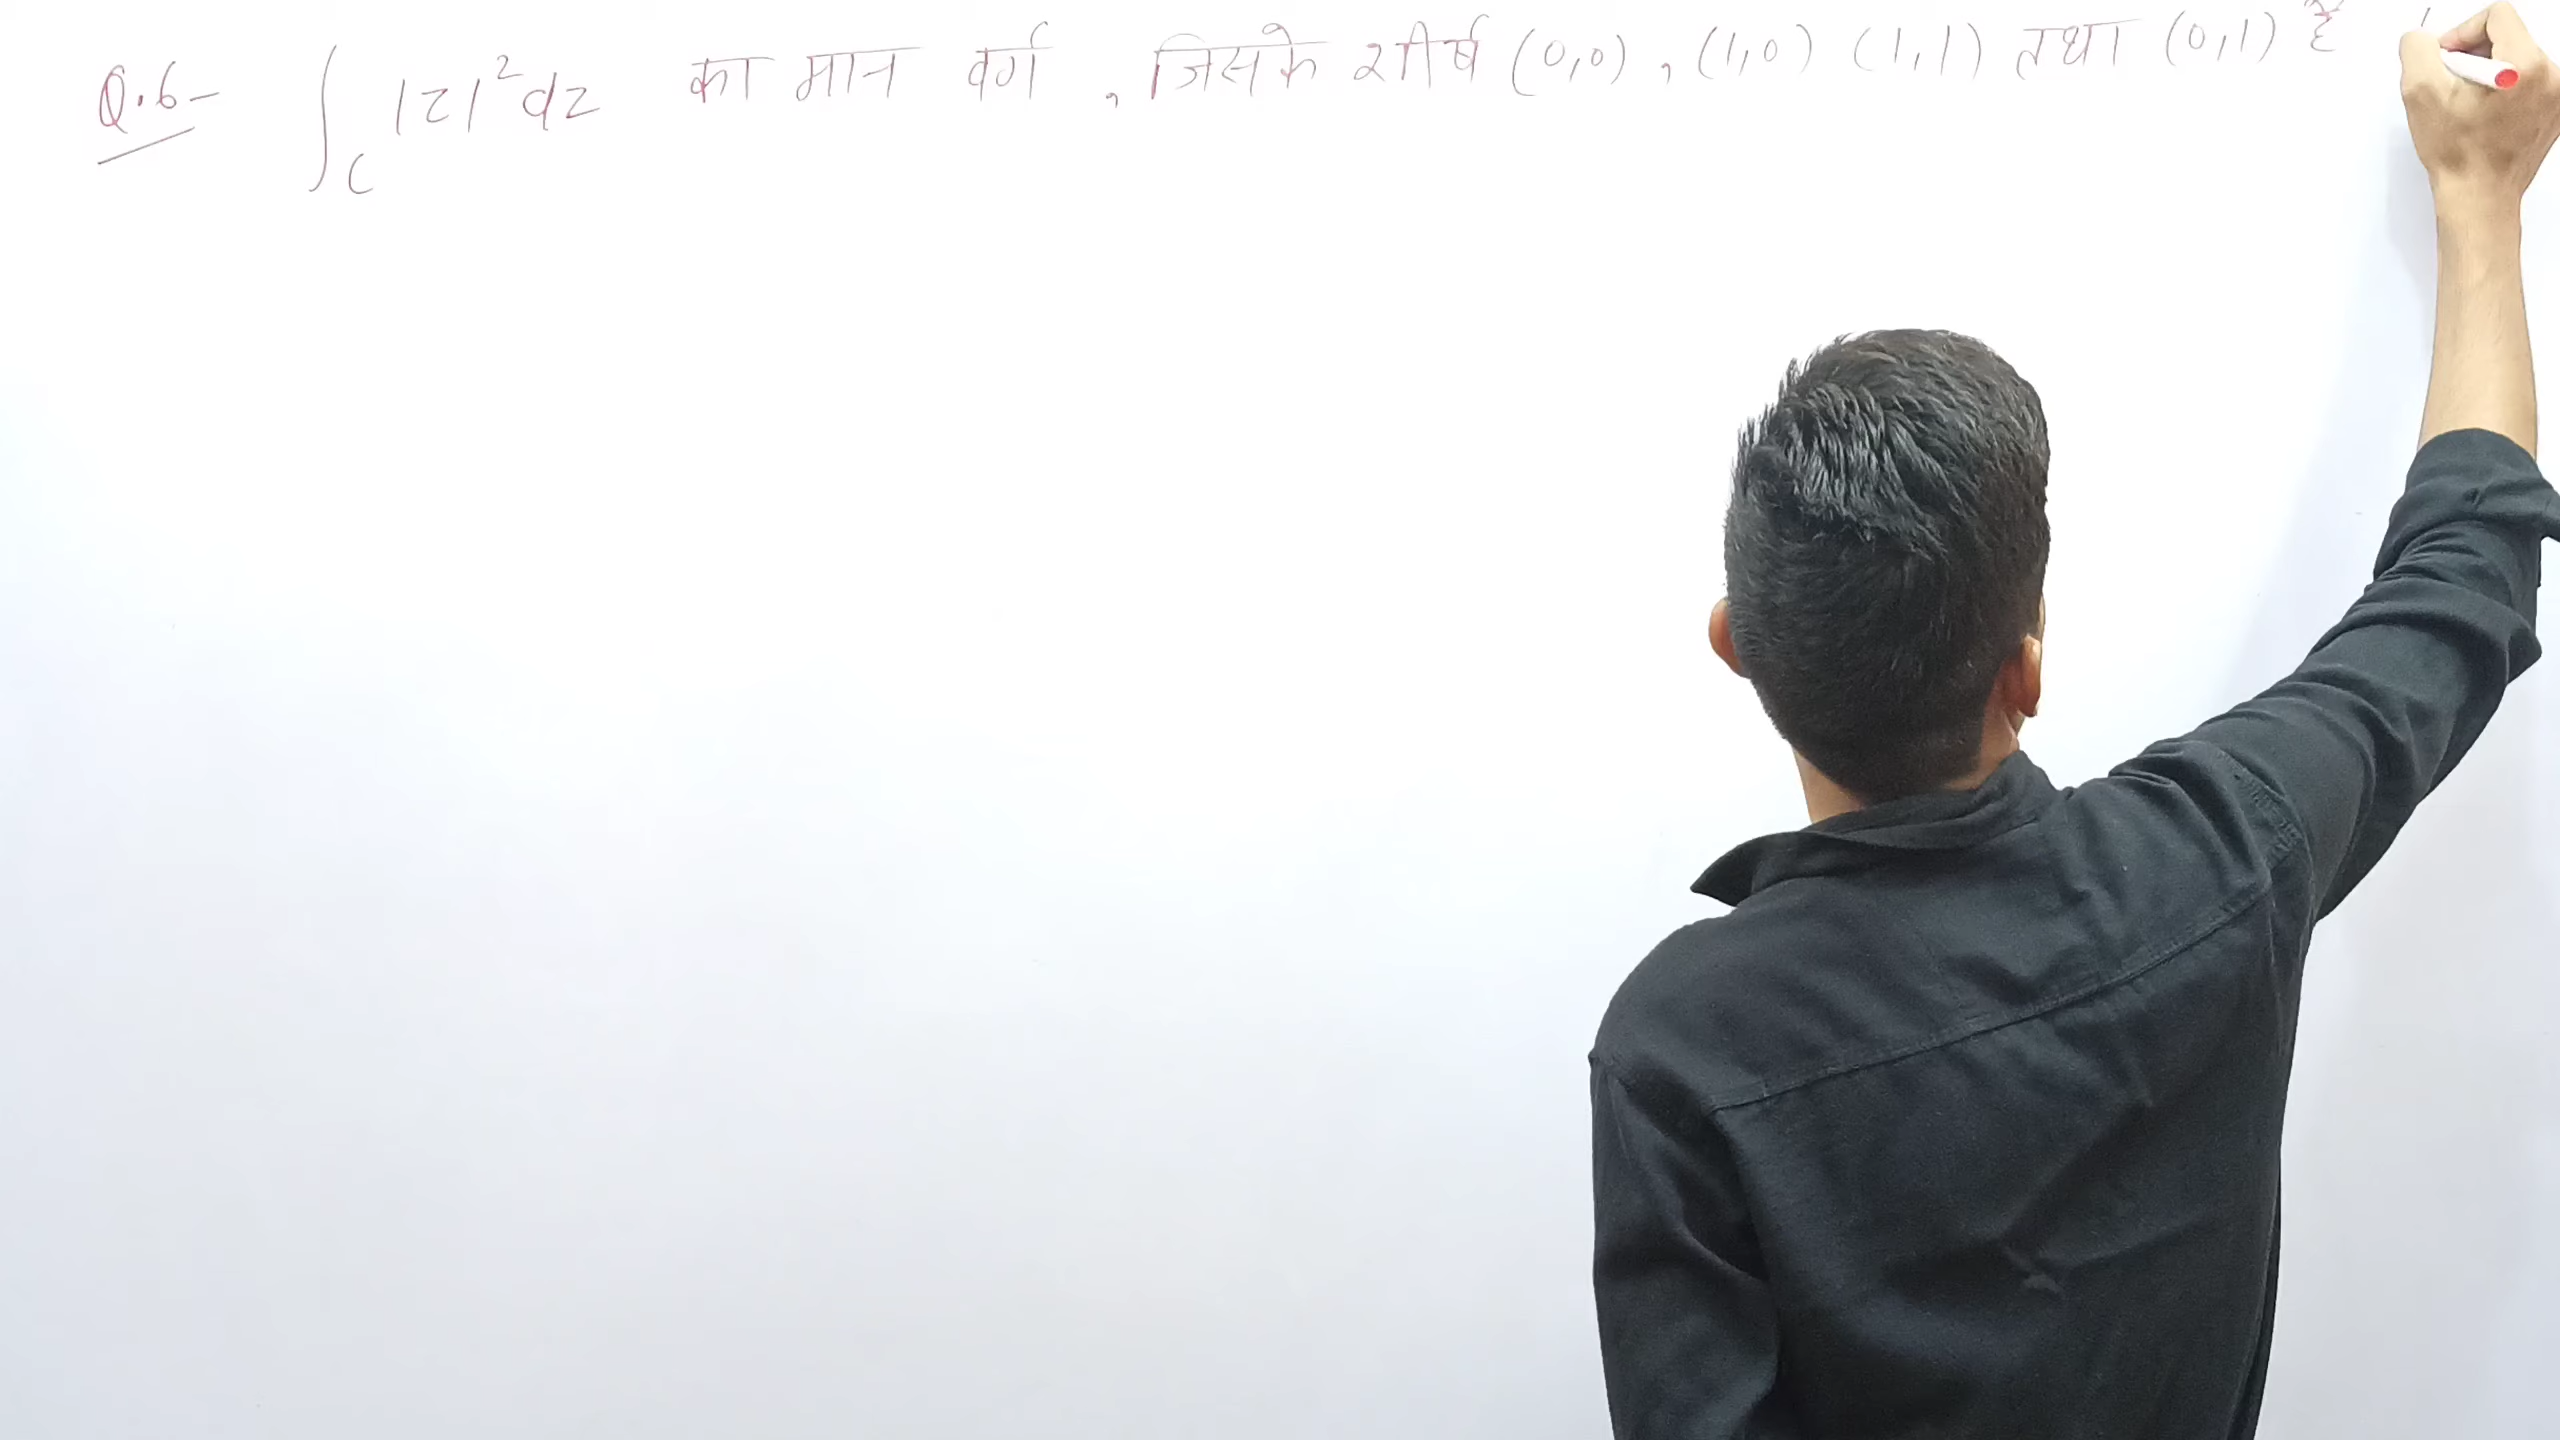 Q.6- ∫_C |z|² dz का मान वर्ग , जिसके शीर्ष (0,0) , (1,0) (1,1) तथा (0,1) है